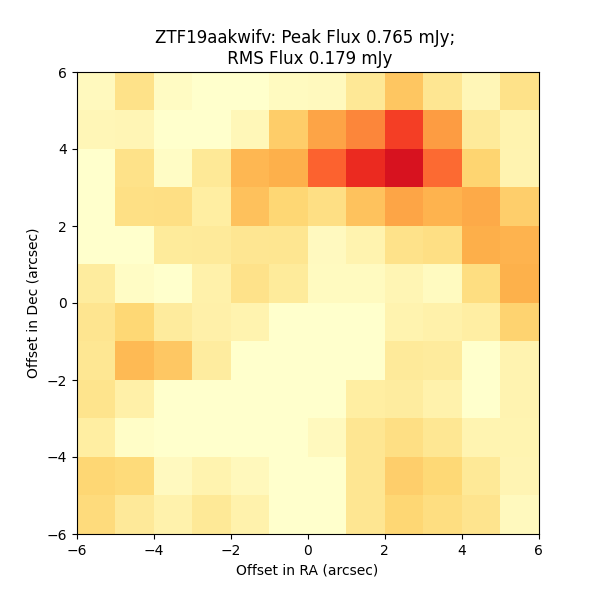 ZTF19aakwifv: Peak Flux 0.765 mJy;
RMS Flux 0.179 mJy
6
4
2
0
−2
−4
−6
Offset in Dec (arcsec)
−6 −4 −2 0 2 4 6
Offset in RA (arcsec)